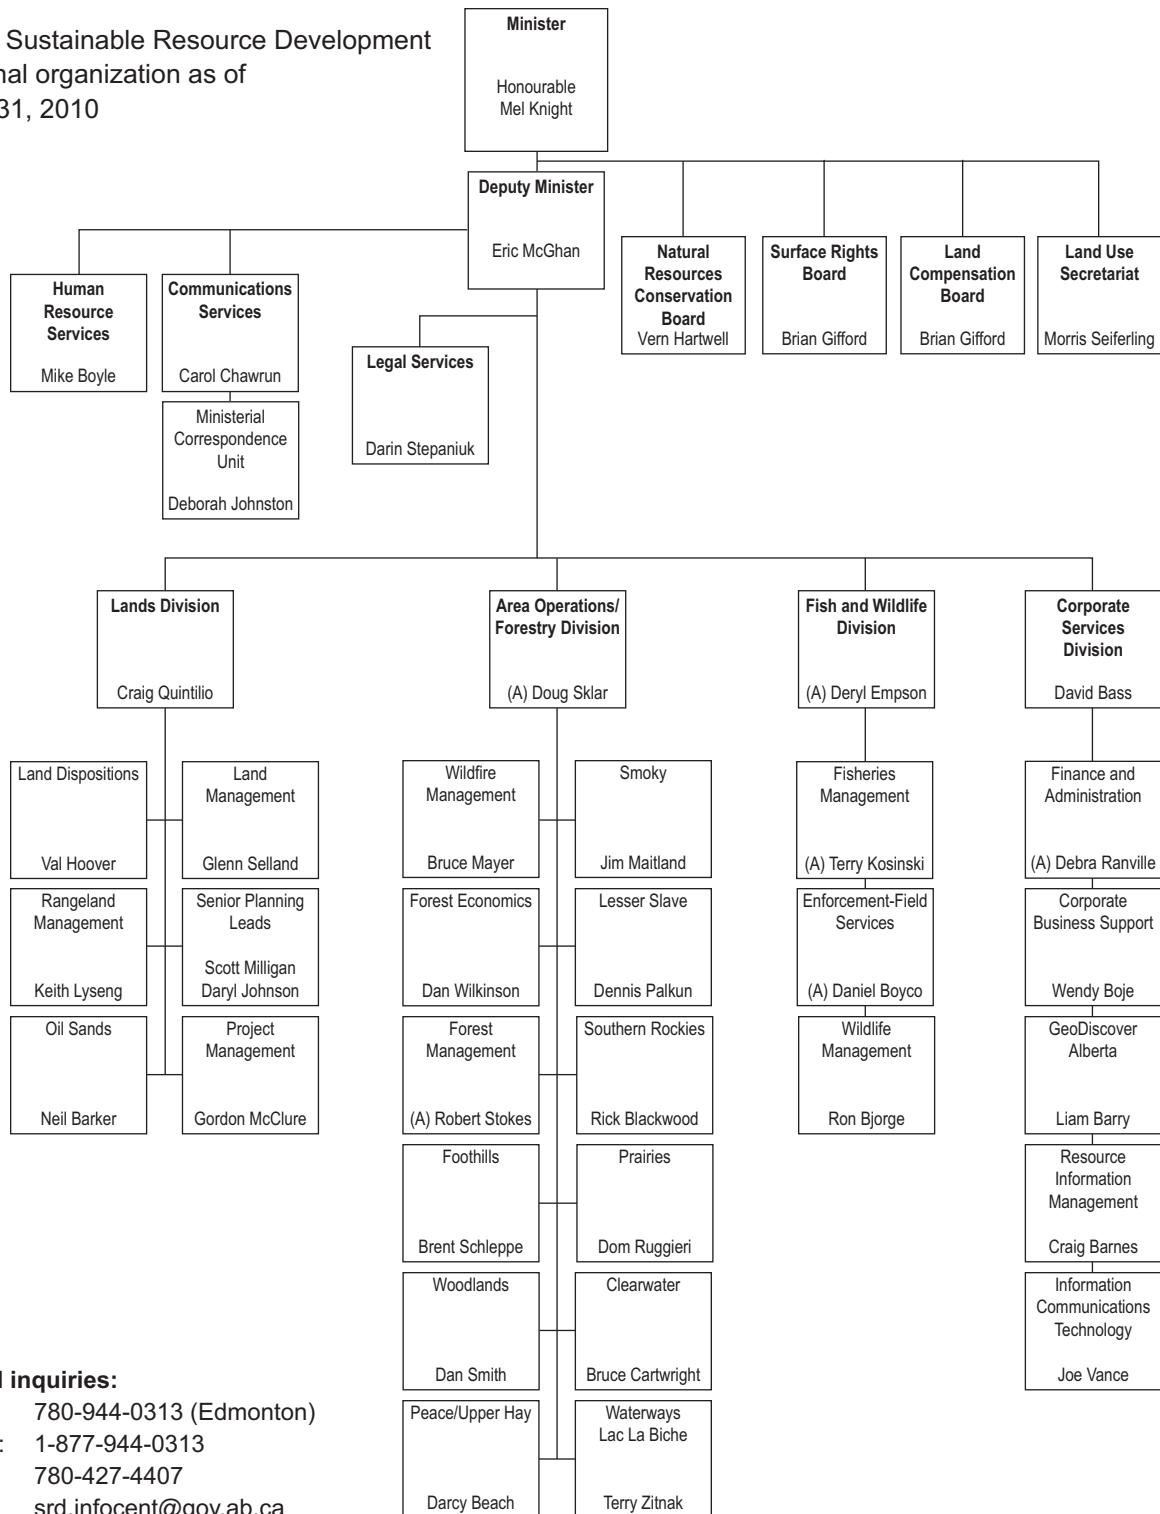 Sustainable Resource Development
nal organization as of
31, 2010
Minister
Honourable
Mel Knight
Deputy Minister
Eric McGhan
Natural
Resources
Conservation
Board
Vern Hartwell
Surface Rights
Board
Brian Gifford
Land
Compensation
Board
Brian Gifford
Land Use
Secretariat
Morris Seiferling
Human
Resource
Services
Mike Boyle
Communications
Services
Carol Chawrun
Ministerial
Correspondence
Unit
Deborah Johnston
Legal Services
Darin Stepaniuk
Lands Division
Craig Quintilio
Area Operations/
Forestry Division
(A) Doug Sklar
Fish and Wildlife
Division
(A) Deryl Empson
Corporate
Services
Division
David Bass
Land Dispositions
Val Hoover
Land
Management
Glenn Selland
Rangeland
Management
Keith Lyseng
Senior Planning
Leads
Scott Milligan
Daryl Johnson
Oil Sands
Neil Barker
Project
Management
Gordon McClure
Wildfire
Management
Bruce Mayer
Smoky
Jim Maitland
Forest Economics
Dan Wilkinson
Lesser Slave
Dennis Palkun
Forest
Management
(A) Robert Stokes
Southern Rockies
Rick Blackwood
Foothills
Brent Schleppe
Prairies
Dom Ruggieri
Woodlands
Dan Smith
Clearwater
Bruce Cartwright
Peace/Upper Hay
Darcy Beach
Waterways
Lac La Biche
Terry Zitnak
Fisheries
Management
(A) Terry Kosinski
Enforcement-Field
Services
(A) Daniel Boyco
Wildlife
Management
Ron Bjorge
Finance and
Administration
(A) Debra Ranville
Corporate
Business Support
Wendy Boje
GeoDiscover
Alberta
Liam Barry
Resource
Information
Management
Craig Barnes
Information
Communications
Technology
Joe Vance
l inquiries:
780-944-0313 (Edmonton)
: 1-877-944-0313
780-427-4407
srd.infocent@gov.ab.ca